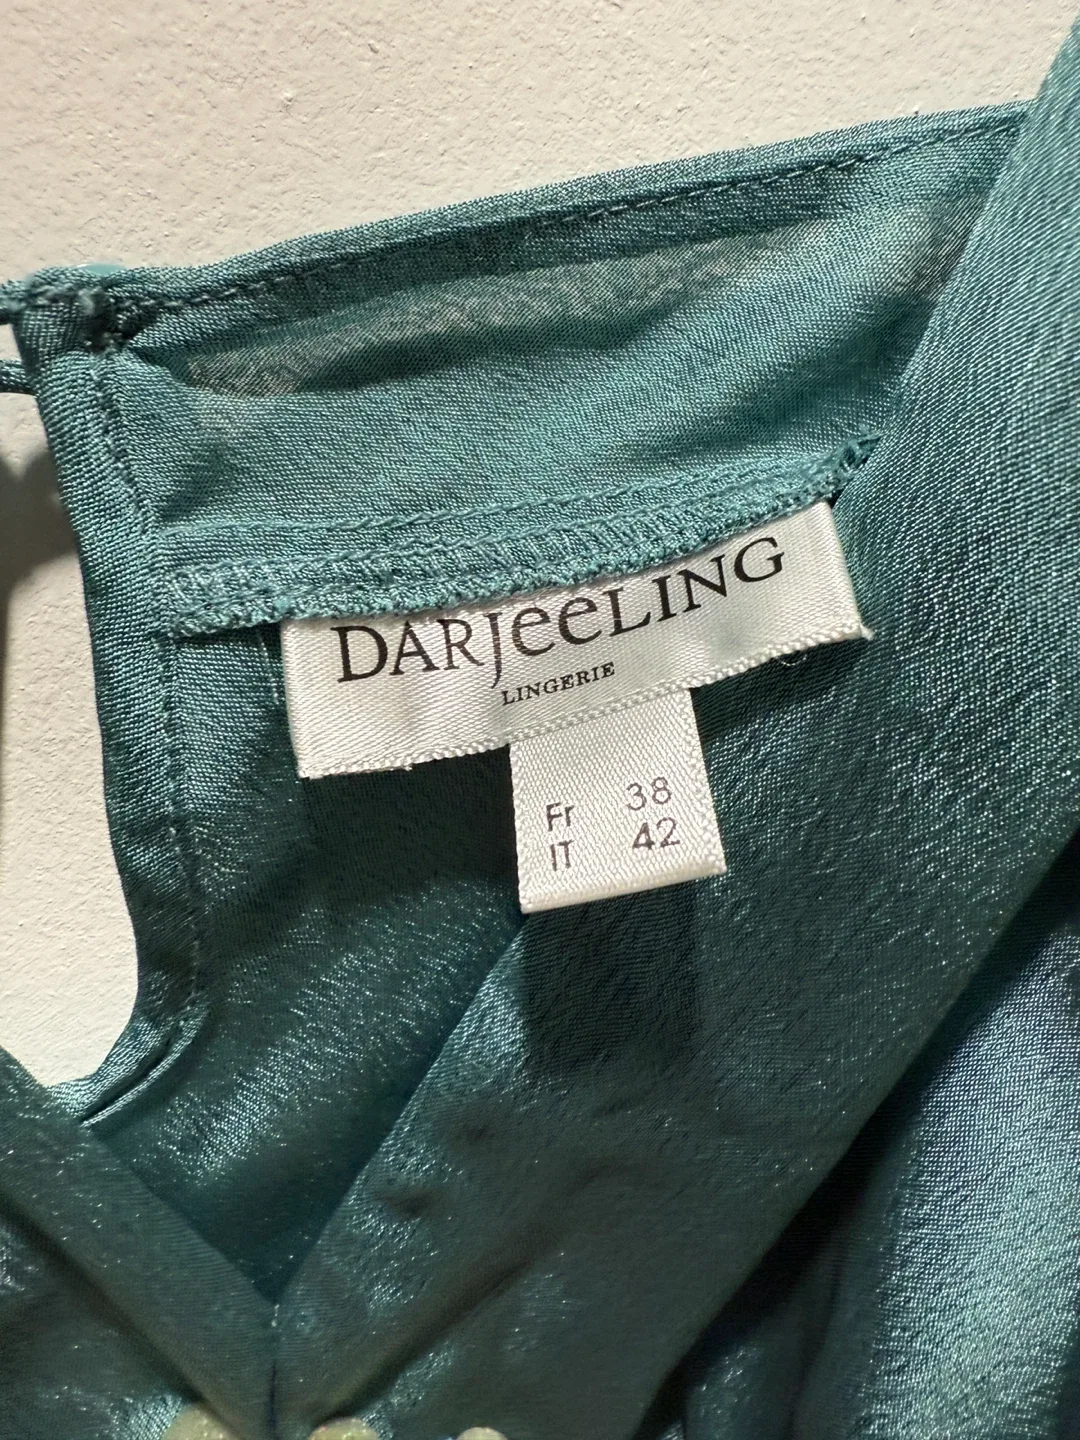 DARJeeLING
LINGERIE
Fr 38
IT 42